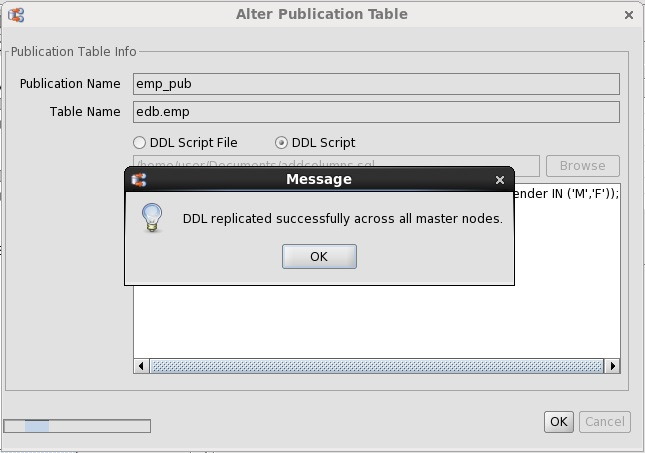 Alter Publication Table
Publication Table Info
Publication Name emp_pub
Table Name edb.emp
DDL Script File DDL Script
/home/user/Documents/addcolumns.sql Browse
Message
ender IN ('M','F'));
DDL replicated successfully across all master nodes.
OK
OK Cancel